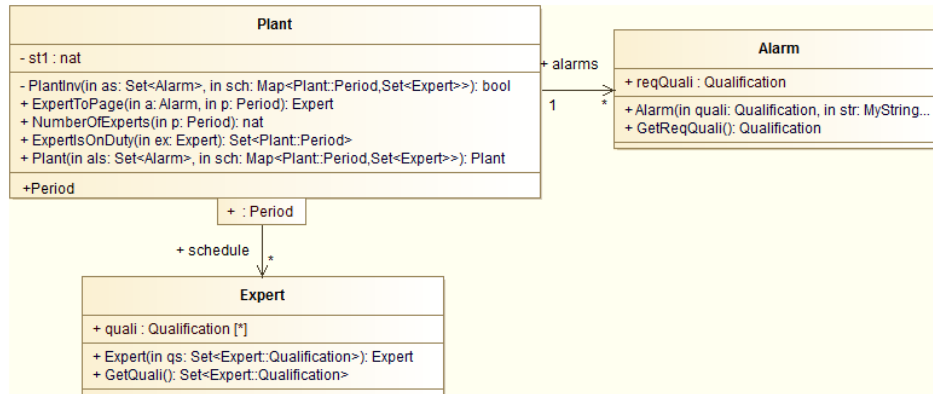 Plant
- st1 : nat
- PlantInv(in as: Set<Alarm>, in sch: Map<Plant::Period,Set<Expert>>): bool
+ ExpertToPage(in a: Alarm, in p: Period): Expert
+ NumberOfExperts(in p: Period): nat
+ ExpertIsOnDuty(in ex: Expert): Set<Plant::Period>
+ Plant(in als: Set<Alarm>, in sch: Map<Plant::Period,Set<Expert>>): Plant
+Period
+ : Period
+ alarms
1
*
Alarm
+ reqQuali : Qualification
+ Alarm(in quali: Qualification, in str: MyString...
+ GetReqQuali(): Qualification
+ schedule
*
Expert
+ quali : Qualification [*]
+ Expert(in qs: Set<Expert::Qualification>): Expert
+ GetQuali(): Set<Expert::Qualification>